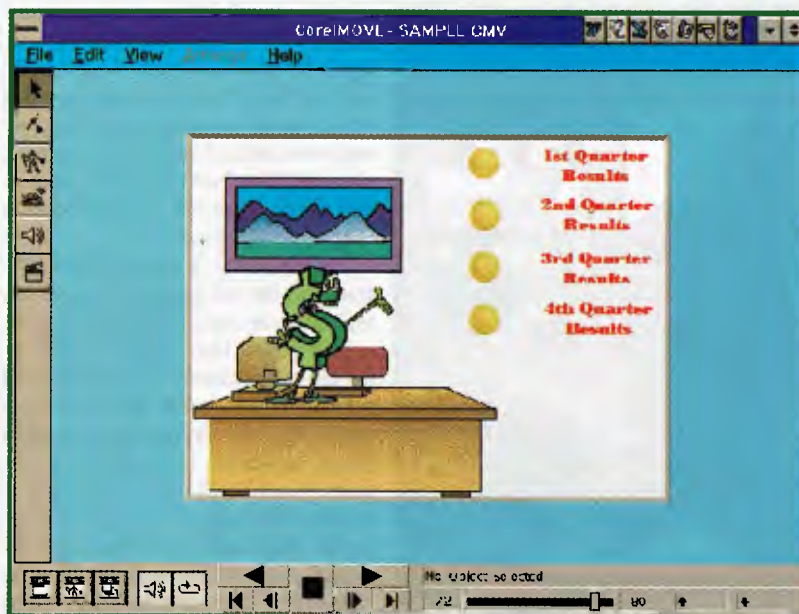 CorelMOVE - SAMPLE.CMV
File Edit View Arrange Help
1st Quarter
Results
2nd Quarter
Results
3rd Quarter
Results
4th Quarter
Results
No Object selected
72 80